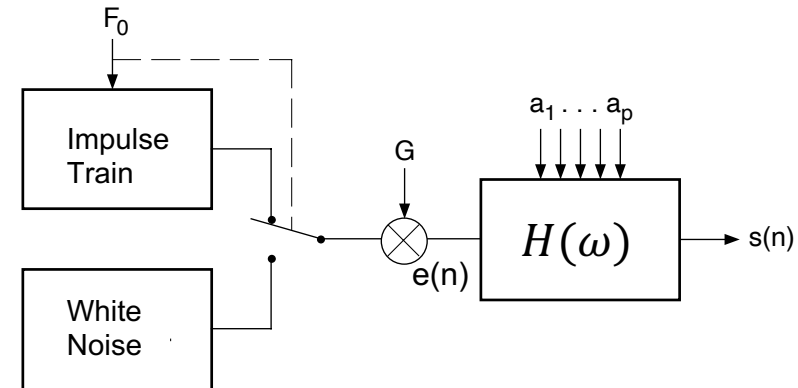 F₀
Impulse
Train
G
a₁ . . . aₚ
H(ω)
s(n)
e(n)
White
Noise